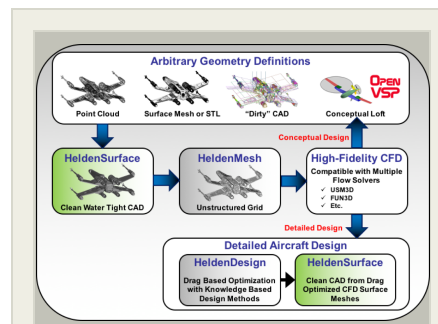 Arbitrary Geometry Definitions
OPEN
VSP
Point Cloud
Surface Mesh or STL
“Dirty” CAD
Conceptual Loft
Conceptual Design
HeldenSurface
Clean Water Tight CAD
HeldenMesh
Unstructured Grid
High-Fidelity CFD
Compatible with Multiple
Flow Solvers
✓ USM3D
✓ FUN3D
✓ Etc.
Detailed Design
Detailed Aircraft Design
HeldenDesign
Drag Based Optimization
with Knowledge Based
Design Methods
HeldenSurface
Clean CAD from Drag
Optimized CFD Surface
Meshes